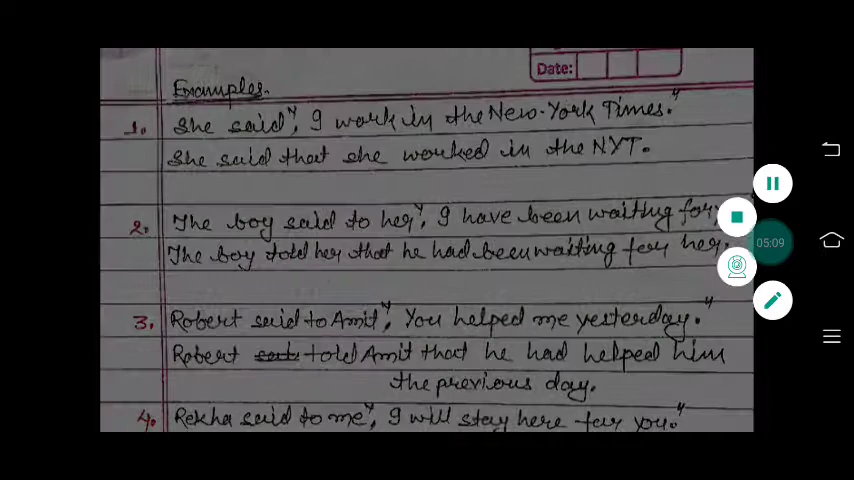 Date:
Examples.
1. She said", I work in the New-York Times."
She said that she worked in the NYT.
2. The boy said to her", I have been waiting for
The boy told her that he had been waiting for her.
3. Robert said to Amit", You helped me yesterday."
Robert told Amit that he had helped him
the previous day.
4. Rekha said to me", I will stay here for you."
05:09